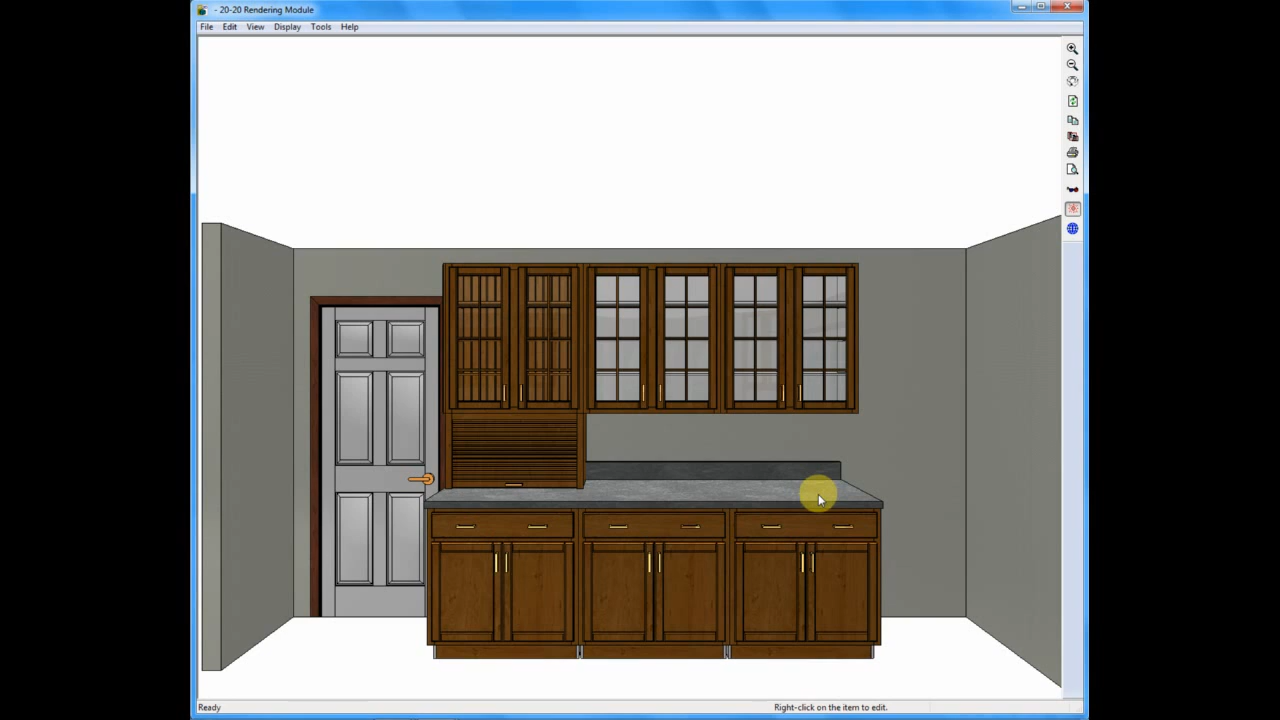 - 20-20 Rendering Module
File Edit View Display Tools Help
Ready Right-click on the item to edit.